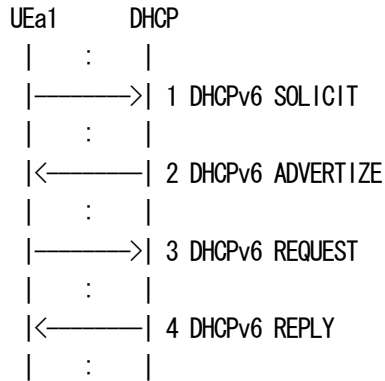 UEa1 DHCP
| : |
|-------->| 1 DHCPv6 SOLICIT
| : |
|<--------| 2 DHCPv6 ADVERTIZE
| : |
|-------->| 3 DHCPv6 REQUEST
| : |
|<--------| 4 DHCPv6 REPLY
| : |